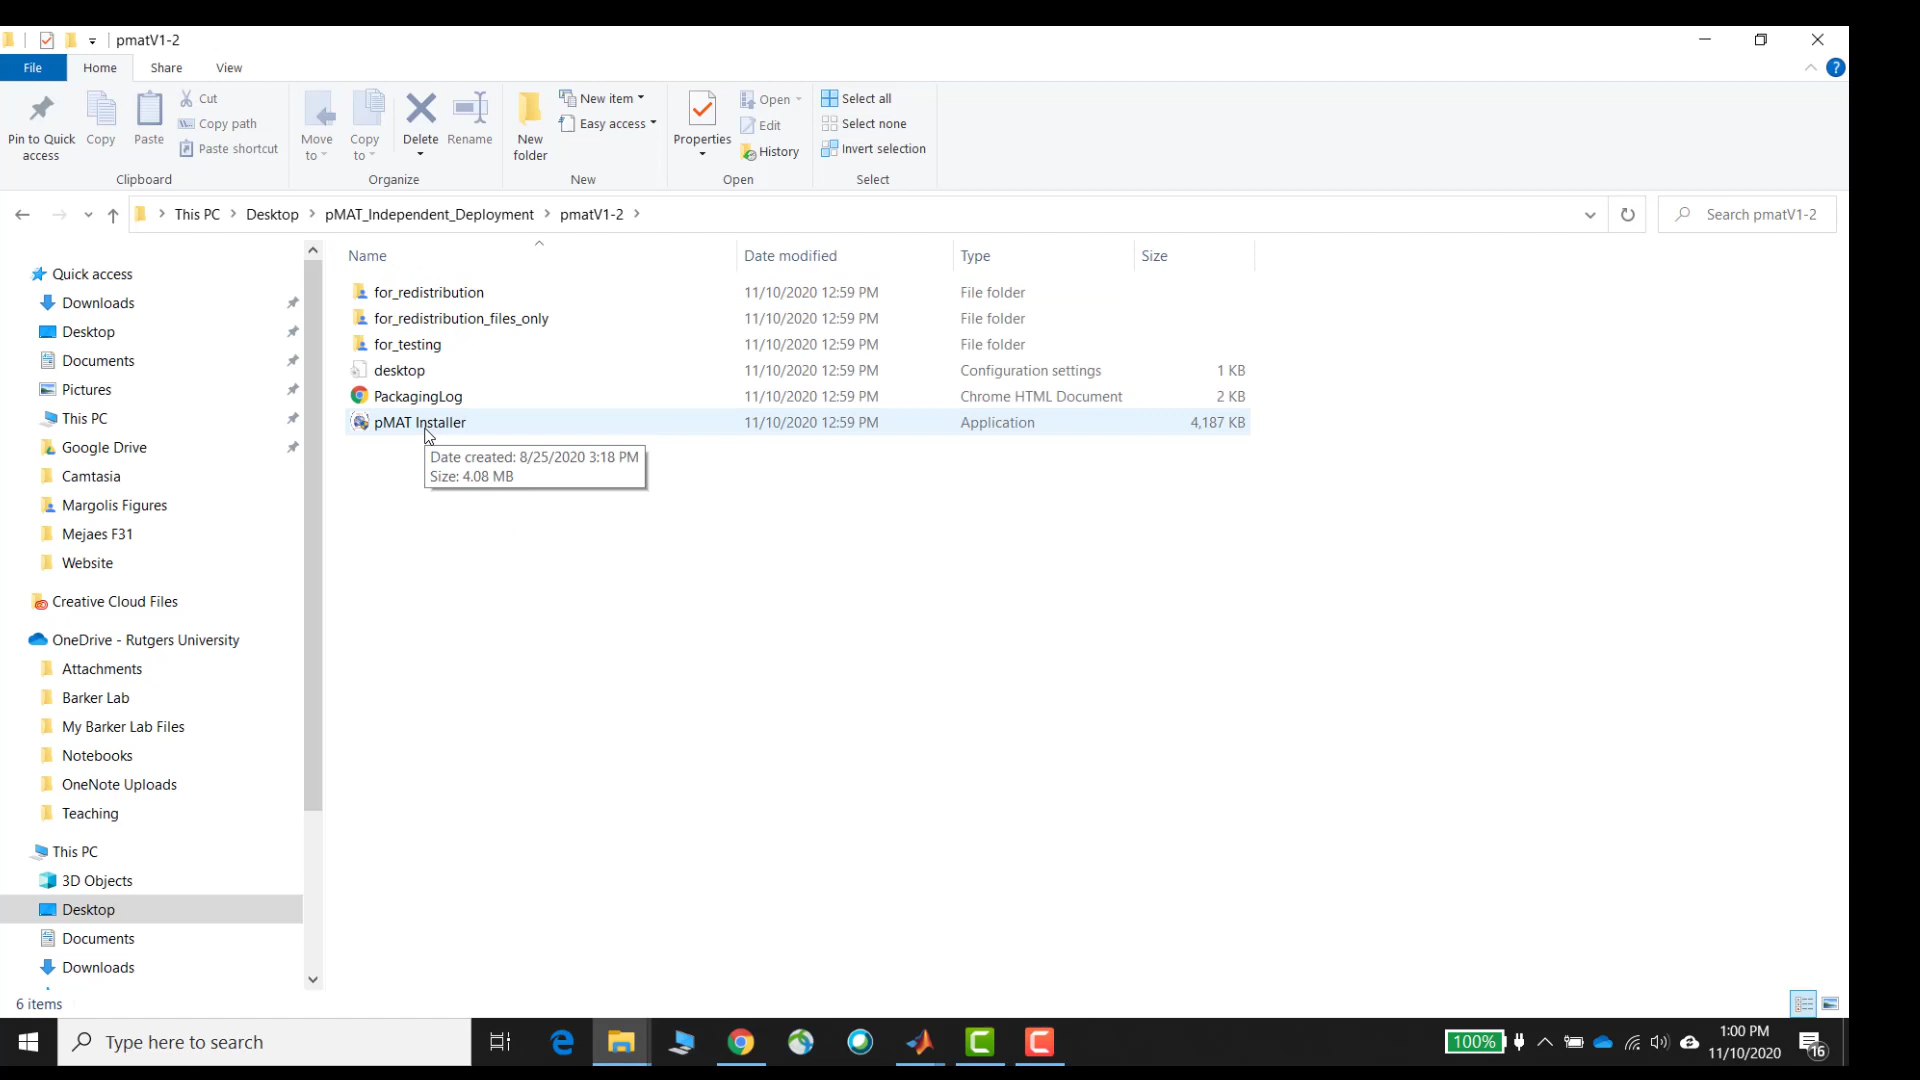 pmatV1-2
File Home Share View
Pin to Quick access
Copy
Paste
Cut
Copy path
Paste shortcut
Clipboard
Move to
Copy to
Delete
Rename
Organize
New folder
New item
Easy access
New
Properties
Open
Edit
History
Open
Select all
Select none
Invert selection
Select
This PC > Desktop > pMAT_Independent_Deployment > pmatV1-2 >
Search pmatV1-2
Name Date modified Type Size
for_redistribution 11/10/2020 12:59 PM File folder
for_redistribution_files_only 11/10/2020 12:59 PM File folder
for_testing 11/10/2020 12:59 PM File folder
desktop 11/10/2020 12:59 PM Configuration settings 1 KB
PackagingLog 11/10/2020 12:59 PM Chrome HTML Document 2 KB
pMAT Installer 11/10/2020 12:59 PM Application 4,187 KB
Date created: 8/25/2020 3:18 PM
Size: 4.08 MB
Quick access
Downloads
Desktop
Documents
Pictures
This PC
Google Drive
Camtasia
Margolis Figures
Mejaes F31
Website
Creative Cloud Files
OneDrive - Rutgers University
Attachments
Barker Lab
My Barker Lab Files
Notebooks
OneNote Uploads
Teaching
This PC
3D Objects
Desktop
Documents
Downloads
6 items
Type here to search
100%
1:00 PM
11/10/2020
16